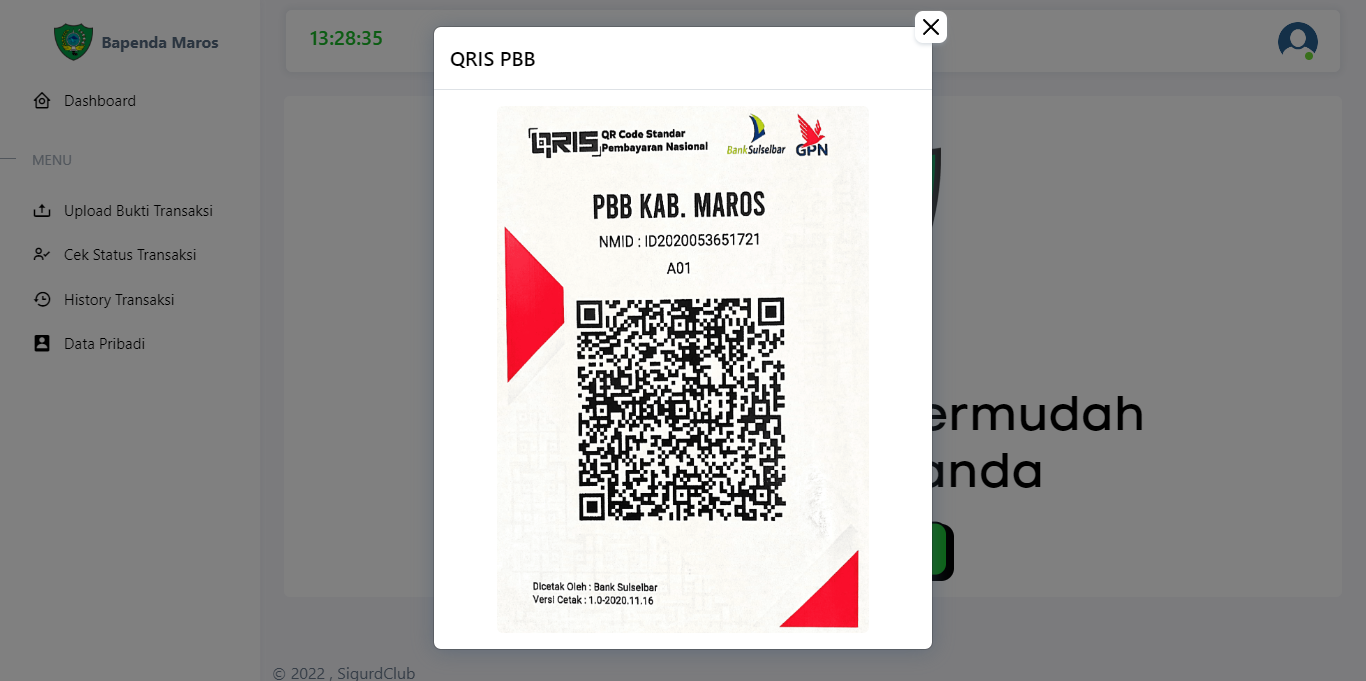 Bapenda Maros
Dashboard
MENU
Upload Bukti Transaksi
Cek Status Transaksi
History Transaksi
Data Pribadi
13:28:35
QRIS PBB
QRIS QR Code Standar
Pembayaran Nasional
BankSulselbar
GPN
PBB KAB. MAROS
NMID : ID2020053651721
A01
Dicetak Oleh : Bank Sulselbar
Versi Cetak : 1.0-2020.11.16
ermudah
anda
© 2022 , SigurdClub